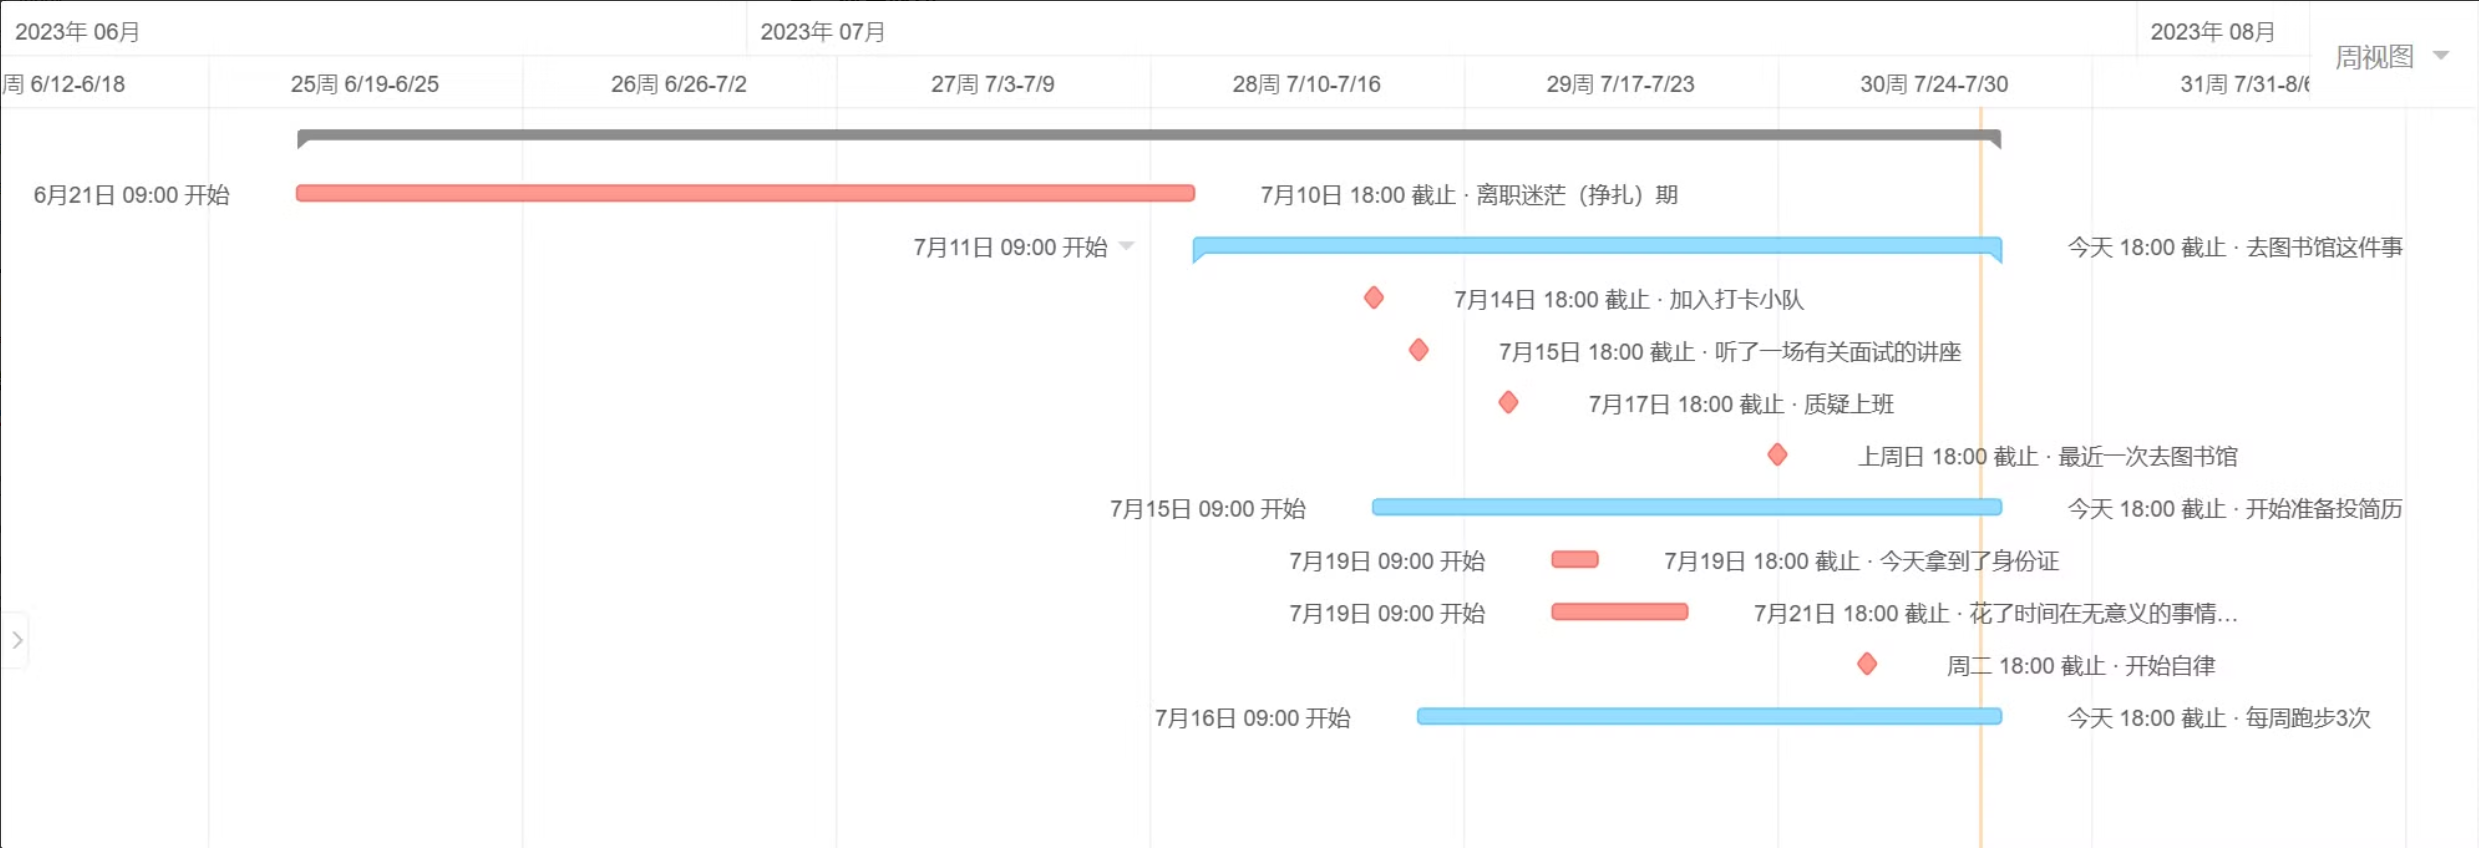 2023年 06月 2023年 07月 2023年 08月
周视图
周 6/12-6/18 25周 6/19-6/25 26周 6/26-7/2 27周 7/3-7/9 28周 7/10-7/16 29周 7/17-7/23 30周 7/24-7/30 31周 7/31-8/6
6月21日 09:00 开始 7月10日 18:00 截止 · 离职迷茫（挣扎）期
7月11日 09:00 开始 今天 18:00 截止 · 去图书馆这件事
7月14日 18:00 截止 · 加入打卡小队
7月15日 18:00 截止 · 听了一场有关面试的讲座
7月17日 18:00 截止 · 质疑上班
上周日 18:00 截止 · 最近一次去图书馆
7月15日 09:00 开始 今天 18:00 截止 · 开始准备投简历
7月19日 09:00 开始 7月19日 18:00 截止 · 今天拿到了身份证
7月19日 09:00 开始 7月21日 18:00 截止 · 花了时间在无意义的事情...
周二 18:00 截止 · 开始自律
7月16日 09:00 开始 今天 18:00 截止 · 每周跑步3次